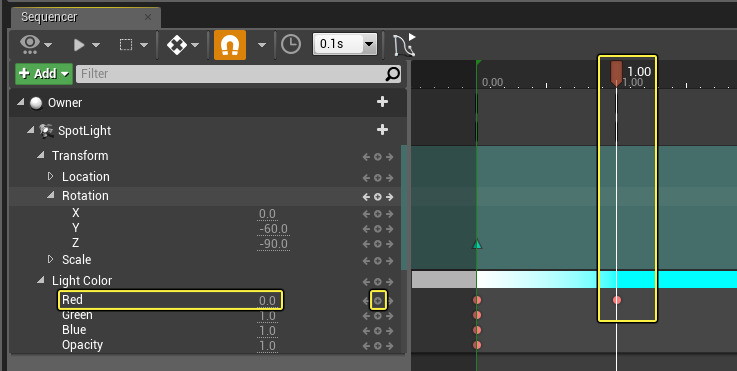 Sequencer ×
0.1s
+ Add Filter
1.00
0.00 1.00
Owner +
SpotLight +
Transform
Location
Rotation
X 0.0
Y -60.0
Z -90.0
Scale
Light Color
Red 0.0
Green 1.0
Blue 1.0
Opacity 1.0